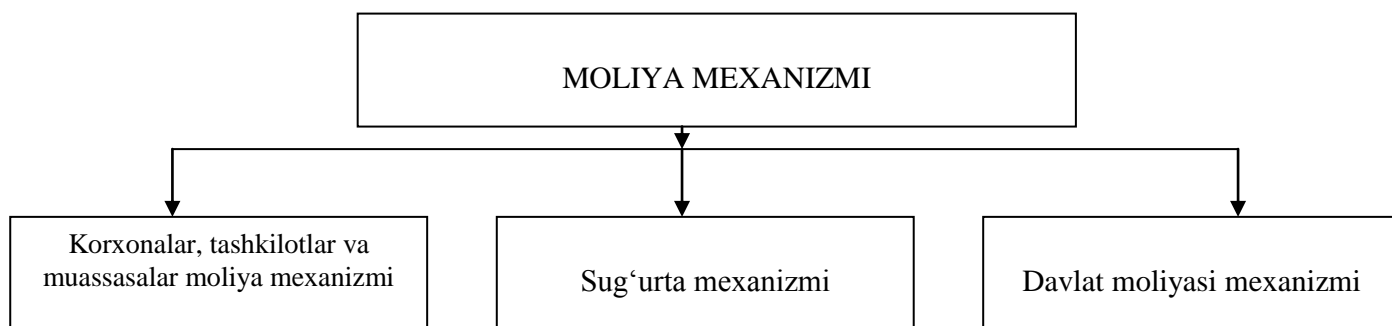 MOLIYA MEXANIZMI
Korxonalar, tashkilotlar va
muassasalar moliya mexanizmi
Sug‘urta mexanizmi
Davlat moliyasi mexanizmi